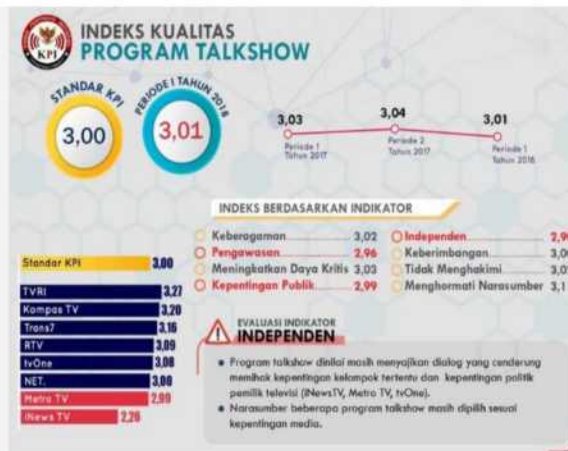 KPI
INDEKS KUALITAS
PROGRAM TALKSHOW
STANDAR KPI
3,00
PERIODE I TAHUN 2018
3,01
3,03
Periode 1
Tahun 2017
3,04
Periode 2
Tahun 2017
3,01
Periode 1
Tahun 2018
INDEKS BERDASARKAN INDIKATOR
Keberagaman 3,02
Pengawasan 2,96
Meningkatkan Daya Kritis 3,03
Kepentingan Publik 2,99
Independen
Keberimbangan
Tidak Menghakimi
Menghormati Narasumber
Standar KPI 3,00
TVRI 3,27
Kompas TV 3,20
Trans7 3,16
RTV 3,09
tvOne 3,08
NET. 3,00
Metro TV 2,99
iNews TV 2,76
EVALUASI INDIKATOR
INDEPENDEN
• Program talkshow dinilai masih menyajikan dialog yang cenderung
memihak kepentingan kelompok tertentu dan kepentingan politik
pemilik televisi (iNewsTV, Metro TV, tvOne).
• Narasumber beberapa program talkshow masih dipilih sesuai
kepentingan media.